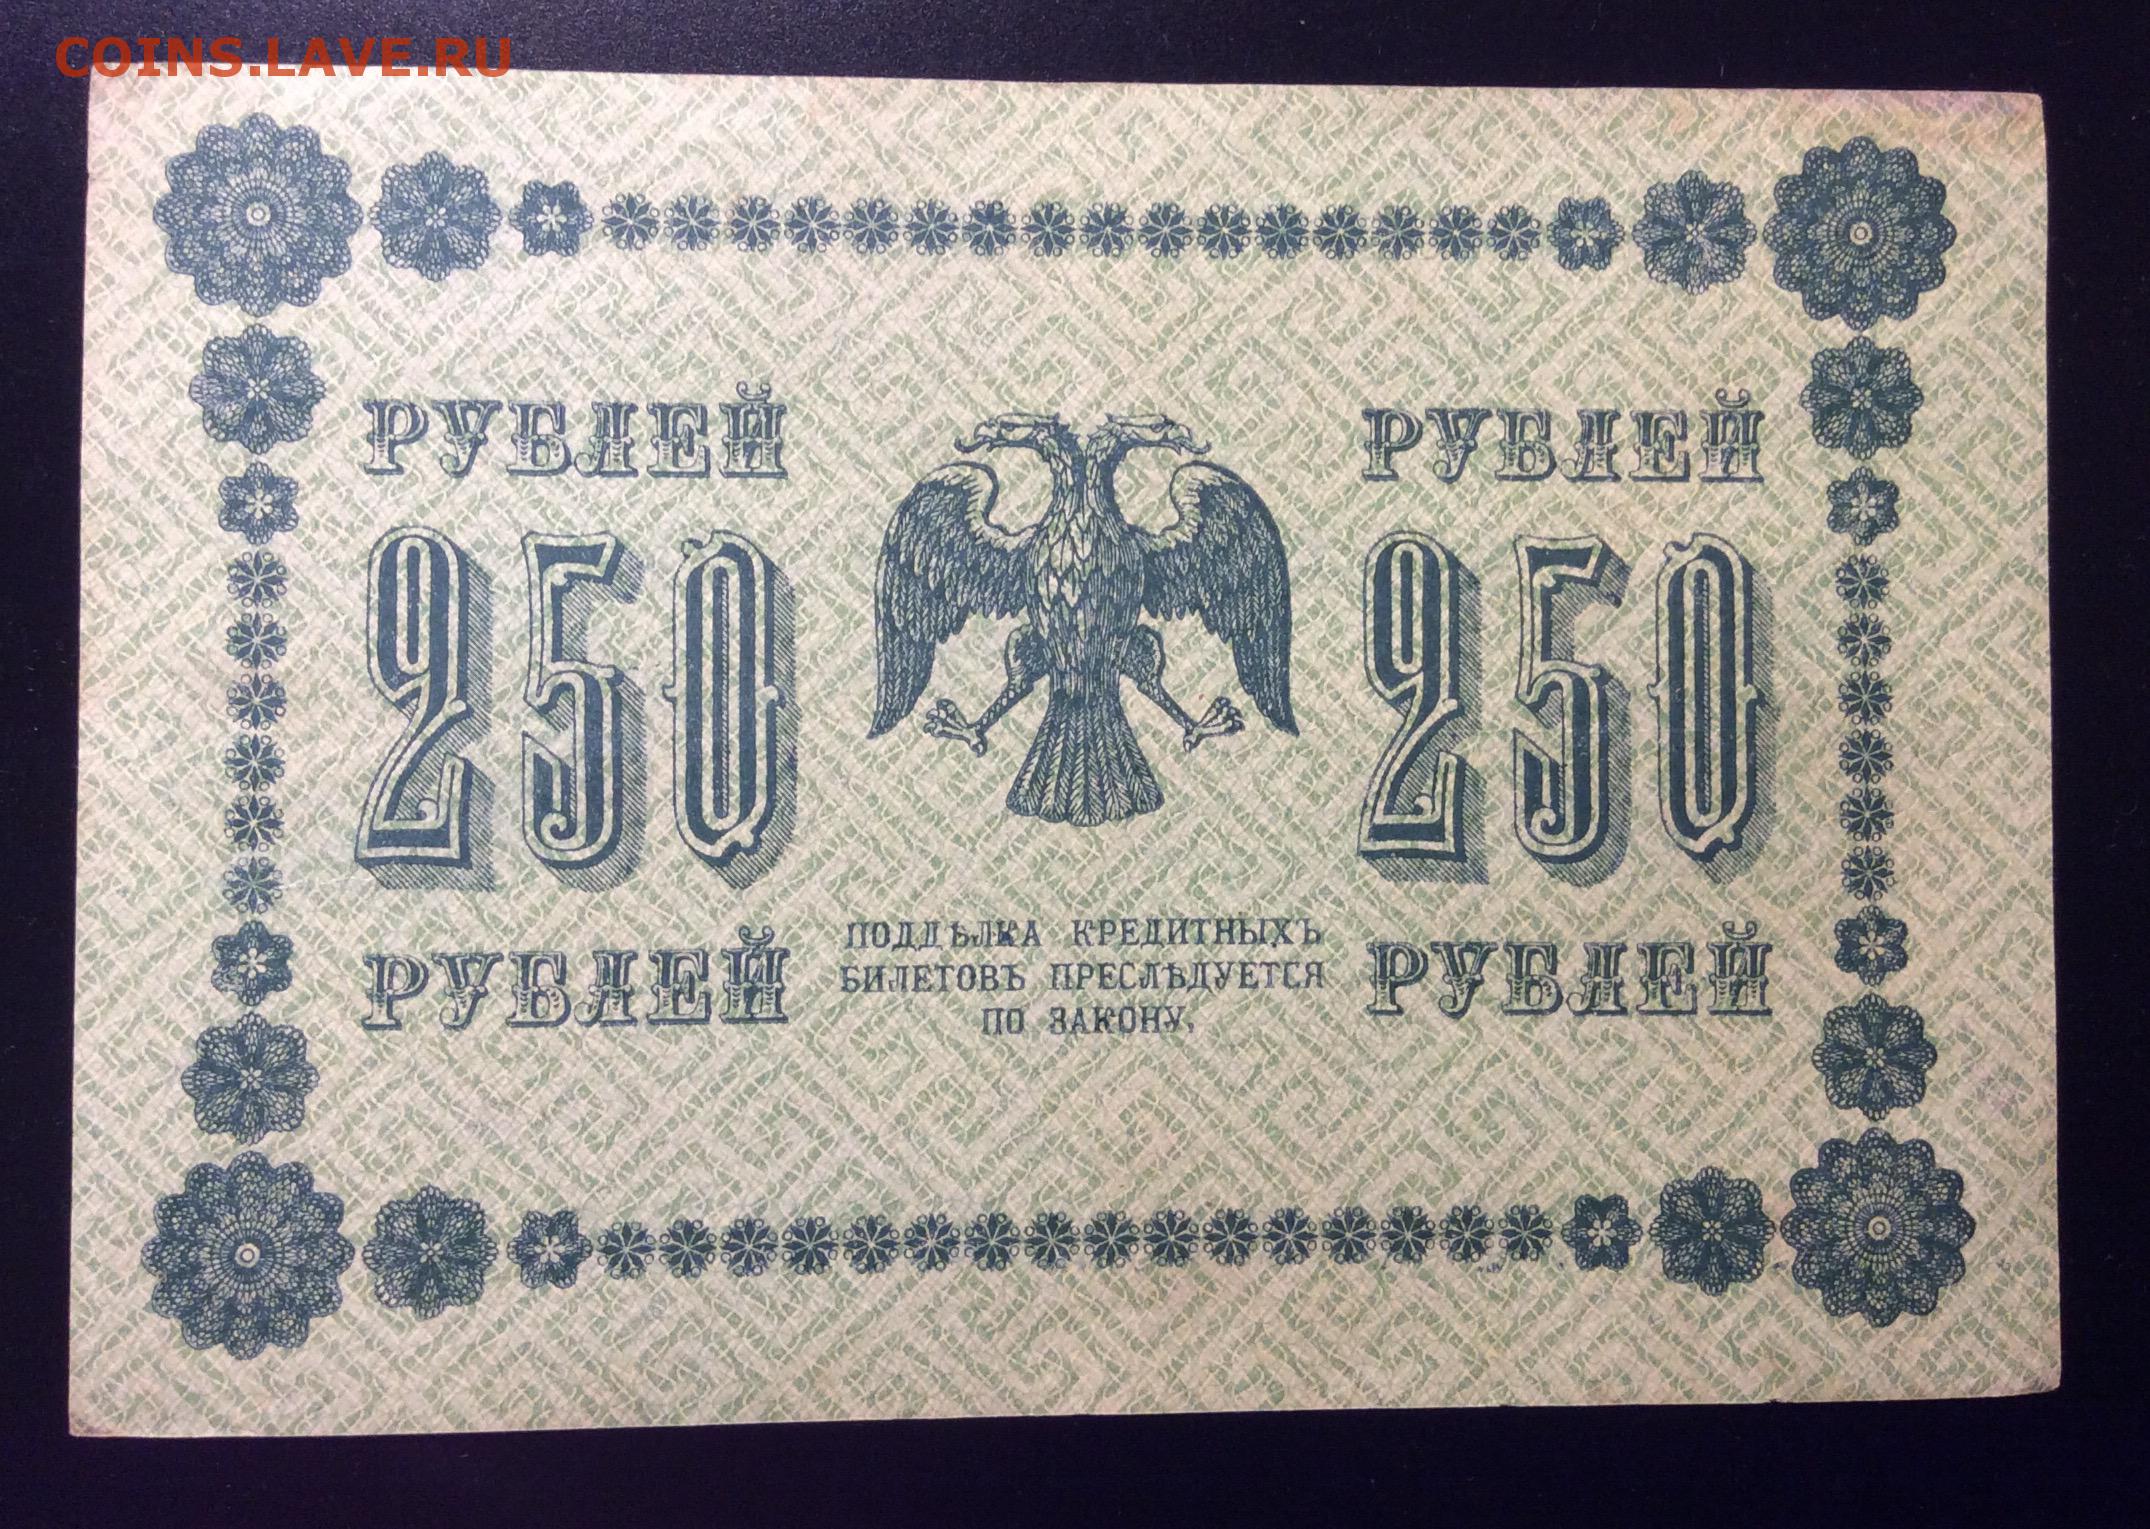 COINS.LAVE.RU
РУБЛЕЙ
250
РУБЛЕЙ
ПОДДѢЛКА КРЕДИТНЫХЪ
БИЛЕТОВЪ ПРЕСЛѢДУЕТСЯ
ПО ЗАКОНУ.
РУБЛЕЙ
250
РУБЛЕЙ